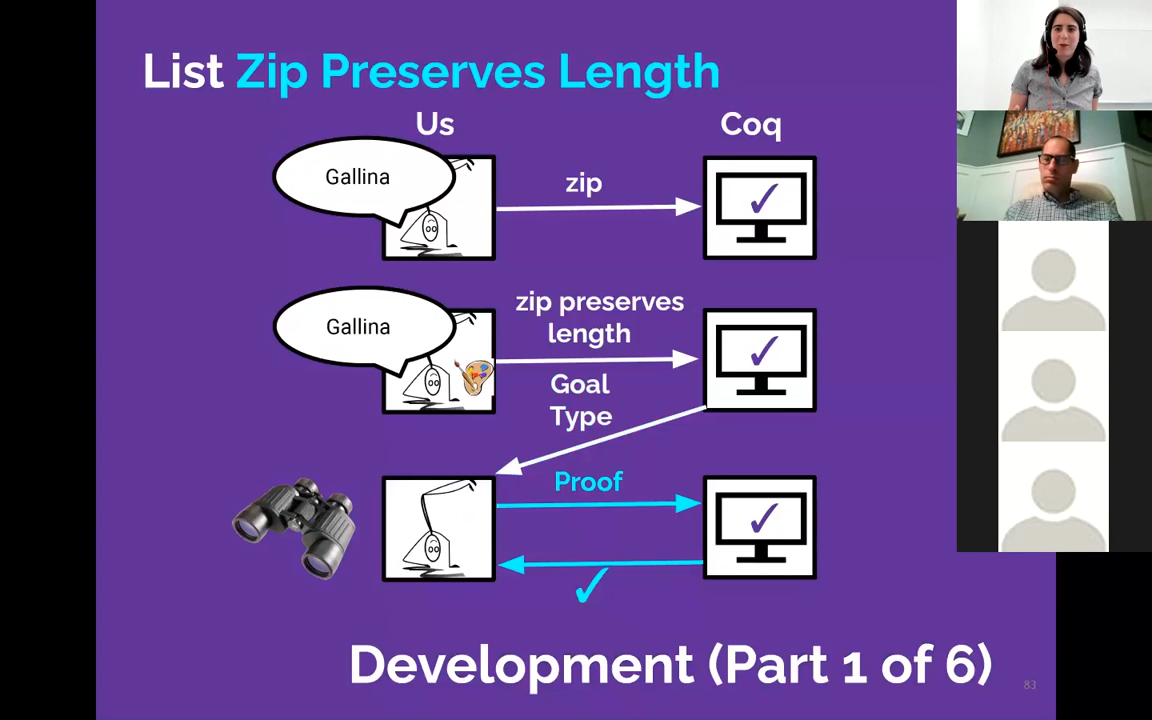 List Zip Preserves Length
Us
Coq
Gallina
zip
Gallina
zip preserves
length
Goal
Type
Proof
Development (Part 1 of 6)
83